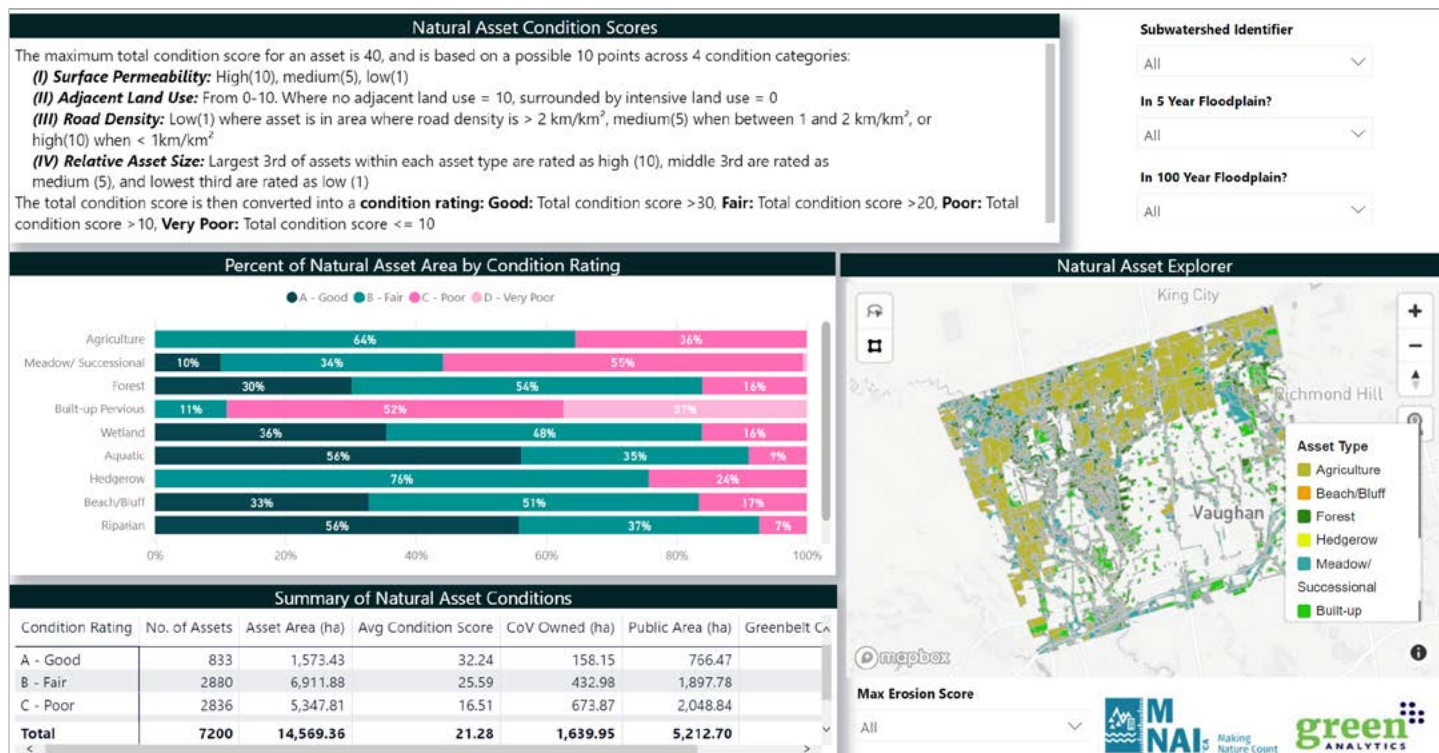 Natural Asset Condition Scores
The maximum total condition score for an asset is 40, and is based on a possible 10 points across 4 condition categories:
(I) Surface Permeability: High(10), medium(5), low(1)
(II) Adjacent Land Use: From 0-10. Where no adjacent land use = 10, surrounded by intensive land use = 0
(III) Road Density: Low(1) where asset is in area where road density is > 2 km/km², medium(5) when between 1 and 2 km/km², or
high(10) when < 1km/km²
(IV) Relative Asset Size: Largest 3rd of assets within each asset type are rated as high (10), middle 3rd are rated as
medium (5), and lowest third are rated as low (1)
The total condition score is then converted into a condition rating: Good: Total condition score >30, Fair: Total condition score >20, Poor: Total
condition score >10, Very Poor: Total condition score <= 10
Subwatershed Identifier
All
In 5 Year Floodplain?
All
In 100 Year Floodplain?
All
Percent of Natural Asset Area by Condition Rating
A - Good B - Fair C - Poor D - Very Poor
Agriculture 64% 36%
Meadow/ Successional 10% 34% 55%
Forest 30% 54% 16%
Built-up Pervious 11% 52% 37%
Wetland 36% 48% 16%
Aquatic 56% 35% 9%
Hedgerow 76% 24%
Beach/Bluff 33% 51% 17%
Riparian 56% 37% 7%
0% 20% 40% 60% 80% 100%
Natural Asset Explorer
King City
Richmond Hill
Vaughan
Asset Type
Agriculture
Beach/Bluff
Forest
Hedgerow
Meadow/
Successional
Built-up
mapbox
Summary of Natural Asset Conditions
Condition Rating No. of Assets Asset Area (ha) Avg Condition Score CoV Owned (ha) Public Area (ha) Greenbelt C
A - Good 833 1,573.43 32.24 158.15 766.47
B - Fair 2880 6,911.88 25.59 432.98 1,897.78
C - Poor 2836 5,347.81 16.51 673.87 2,048.84
Total 7200 14,569.36 21.28 1,639.95 5,212.70
Max Erosion Score
All
M
NAI.CA
Making
Nature Count
green
ANALYTICS